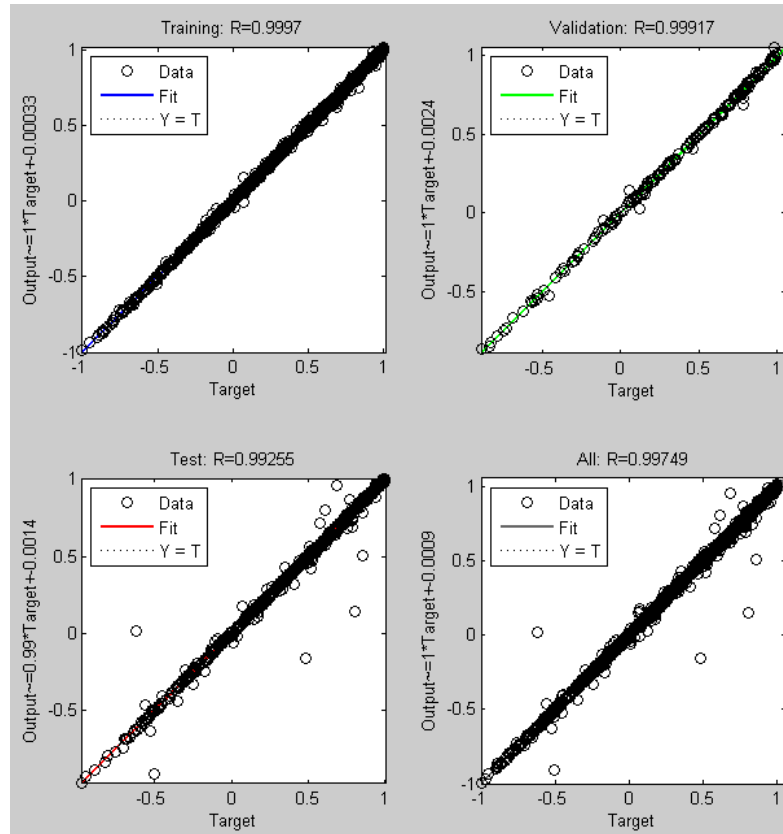 Training: R=0.9997
Output~=1*Target+-0.00033
1
0.5
0
-0.5
-1
Data
Fit
Y = T
-1
-0.5
0
0.5
1
Target
Validation: R=0.99917
Output~=1*Target+-0.0024
1
0.5
0
-0.5
Data
Fit
Y = T
-0.5
0
0.5
1
Target
Test: R=0.99255
Output~=0.99*Target+-0.0014
1
0.5
0
-0.5
Data
Fit
Y = T
-0.5
0
0.5
1
Target
All: R=0.99749
Output~=1*Target+-0.0009
1
0.5
0
-0.5
-1
Data
Fit
Y = T
-1
-0.5
0
0.5
1
Target